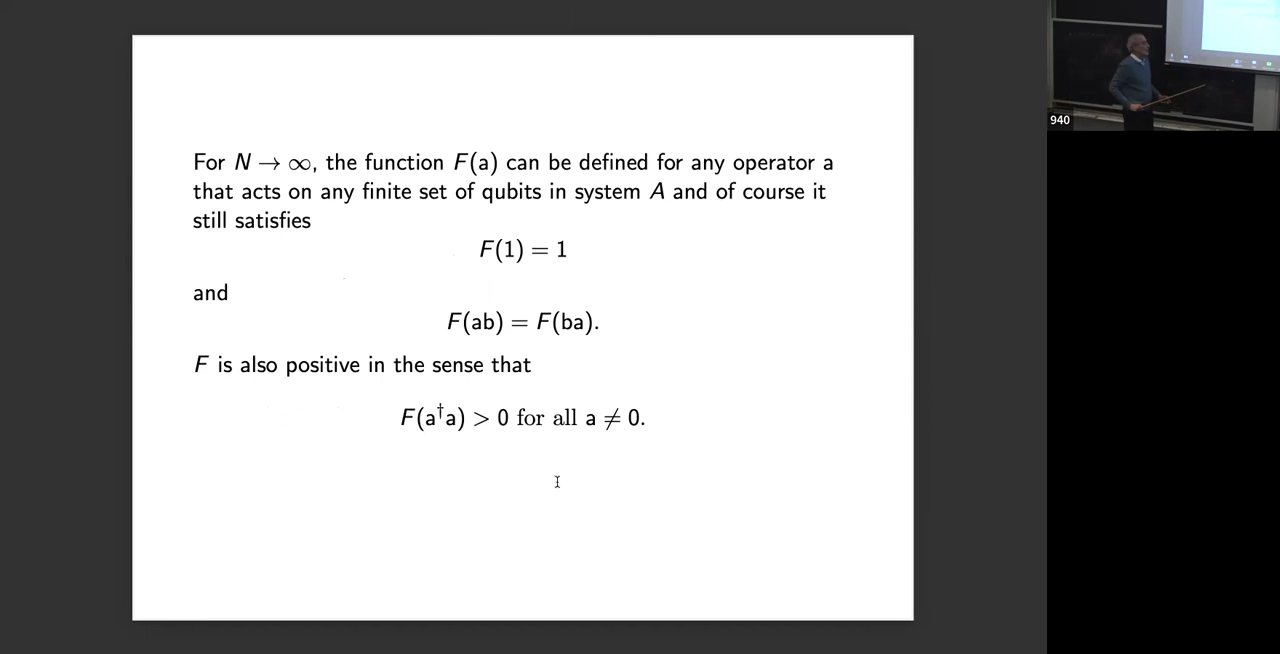 For N → ∞, the function F(a) can be defined for any operator a
that acts on any finite set of qubits in system A and of course it
still satisfies
F(1) = 1
and
F(ab) = F(ba).
F is also positive in the sense that
F(a†a) > 0 for all a ≠ 0.
940